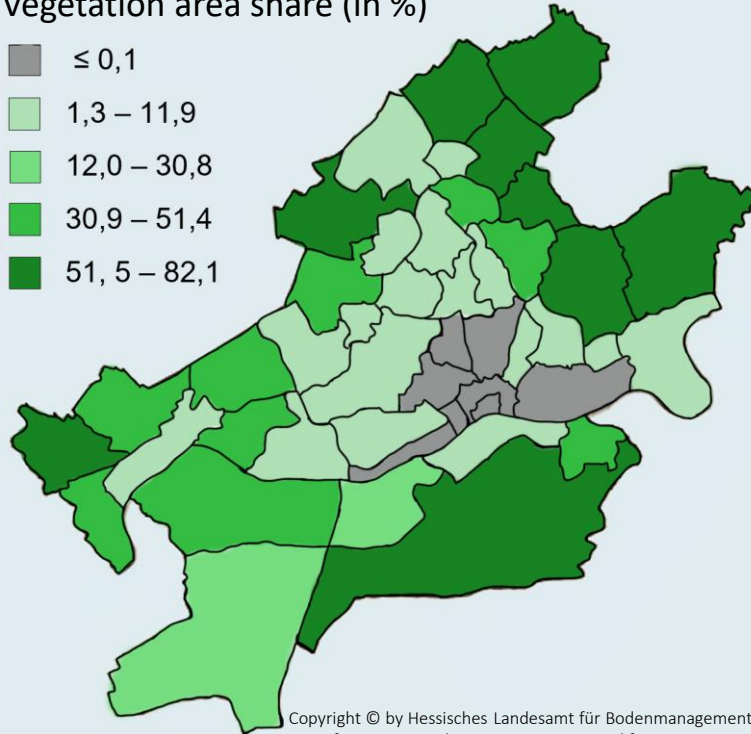 Vegetation area share (in %)
≤ 0,1
1,3 – 11,9
12,0 – 30,8
30,9 – 51,4
51, 5 – 82,1
Copyright © by Hessisches Landesamt für Bodenmanagement